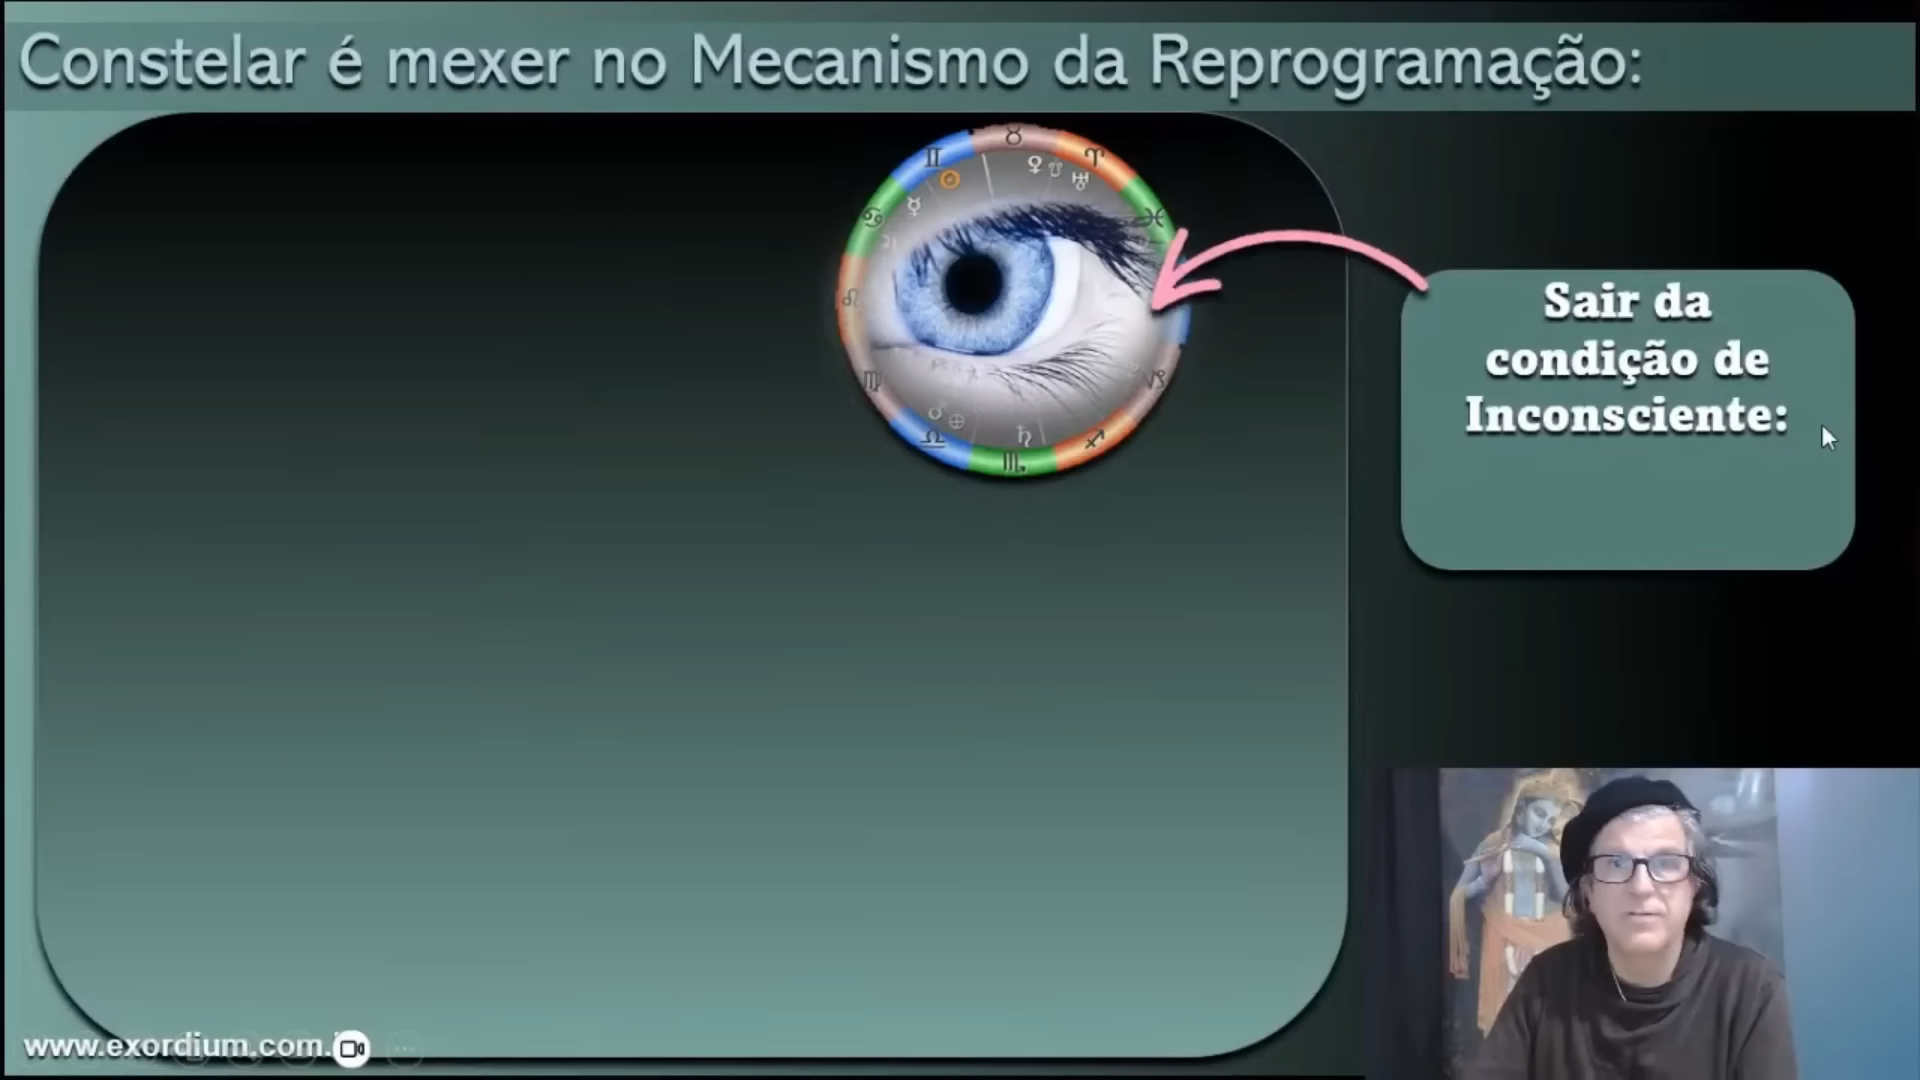 Constelar é mexer no Mecanismo da Reprogramação:
Sair da
condição de
Inconsciente:
www.exordium.com.